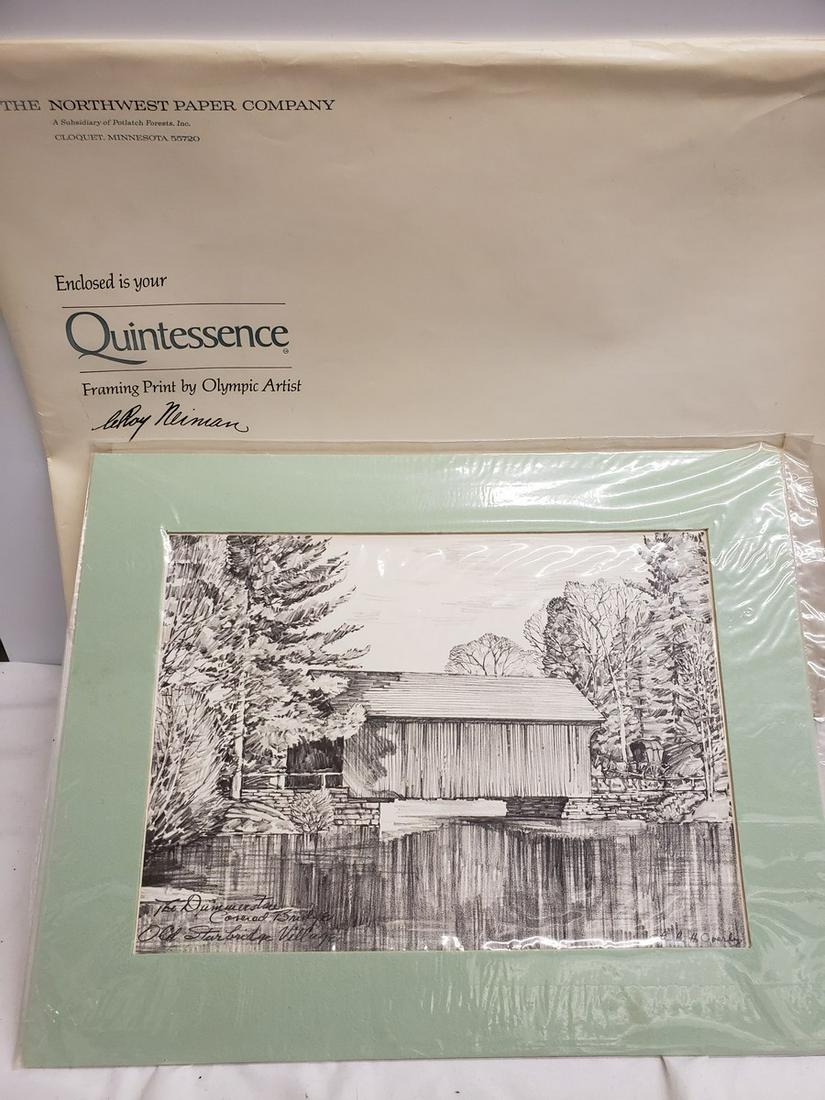 THE NORTHWEST PAPER COMPANY
A Subsidiary of Potlatch Forests, Inc.
CLOQUET, MINNESOTA 55720
Enclosed is your
Quintessence
Framing Print by Olympic Artist
LeRoy Neiman
The Dummerston
Covered Bridge
Old Sturbridge Village